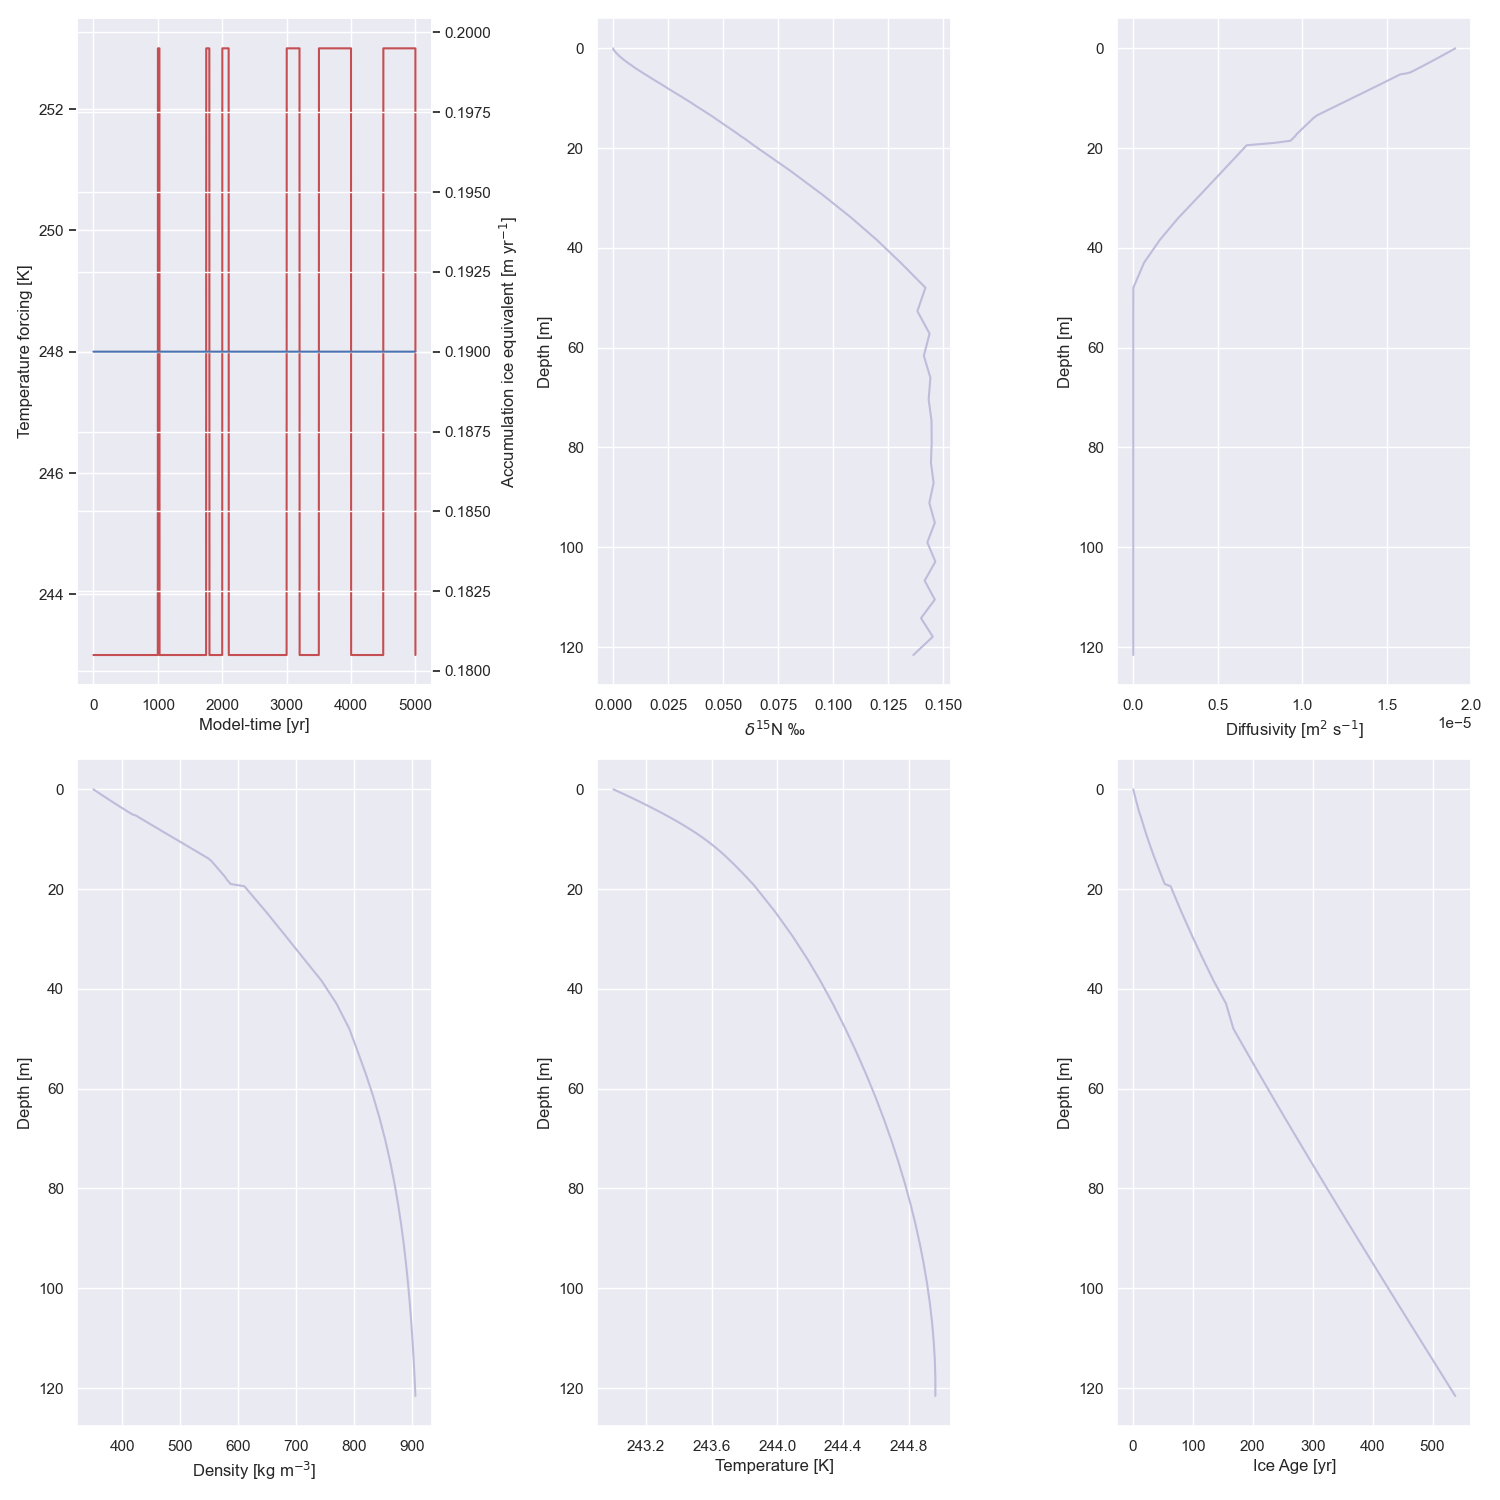 252
250
248
246
244
Temperature forcing [K]
0 1000 2000 3000 4000 5000
Model-time [yr]
0.2000
0.1975
0.1950
0.1925
0.1900
0.1875
0.1850
0.1825
0.1800
Accumulation ice equivalent [m yr⁻¹]
0
20
40
60
80
100
120
Depth [m]
0.000 0.025 0.050 0.075 0.100 0.125 0.150
δ¹⁵N ‰
0
20
40
60
80
100
120
Depth [m]
0.0 0.5 1.0 1.5 2.0
1e−5
Diffusivity [m² s⁻¹]
0
20
40
60
80
100
120
Depth [m]
400 500 600 700 800 900
Density [kg m⁻³]
0
20
40
60
80
100
120
Depth [m]
243.2 243.6 244.0 244.4 244.8
Temperature [K]
0
20
40
60
80
100
120
Depth [m]
0 100 200 300 400 500
Ice Age [yr]